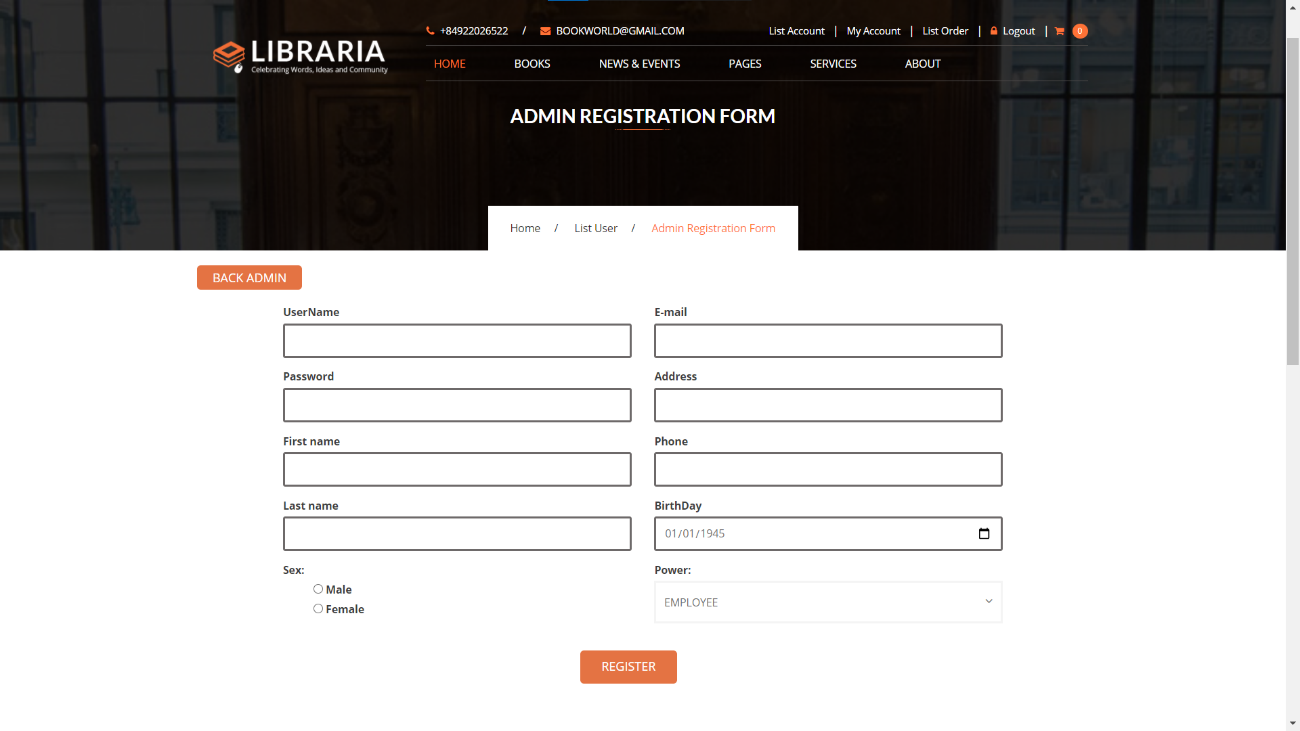 +84922026522 / BOOKWORLD@GMAIL.COM List Account | My Account | List Order | Logout | 0
LIBRARIA
Celebrating Words, Ideas and Community
HOME BOOKS NEWS & EVENTS PAGES SERVICES ABOUT
ADMIN REGISTRATION FORM
Home / List User / Admin Registration Form
BACK ADMIN
UserName E-mail
Password Address
First name Phone
Last name BirthDay
01/01/1945
Sex: Power:
Male
Female
EMPLOYEE
REGISTER